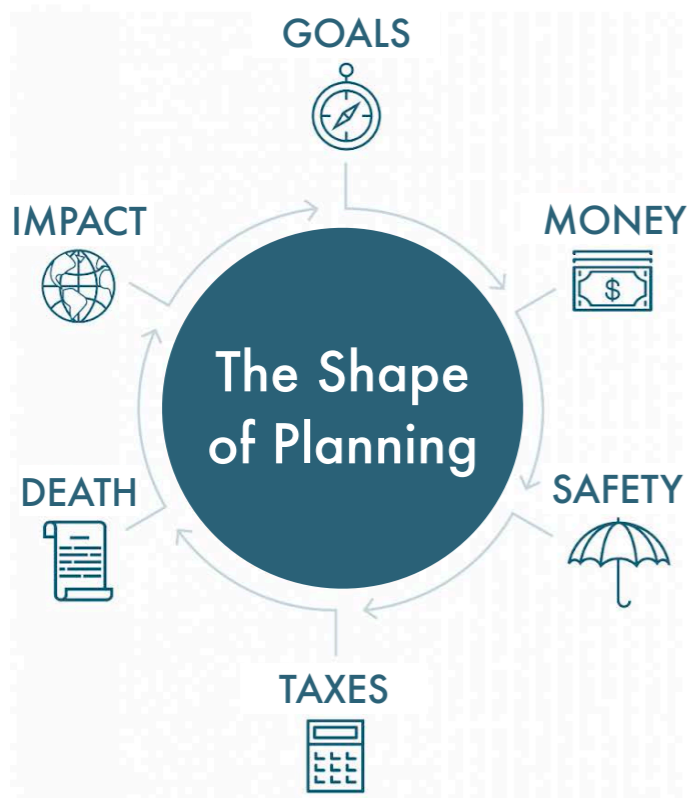 GOALS
MONEY
$
SAFETY
TAXES
DEATH
IMPACT
The Shape
of Planning